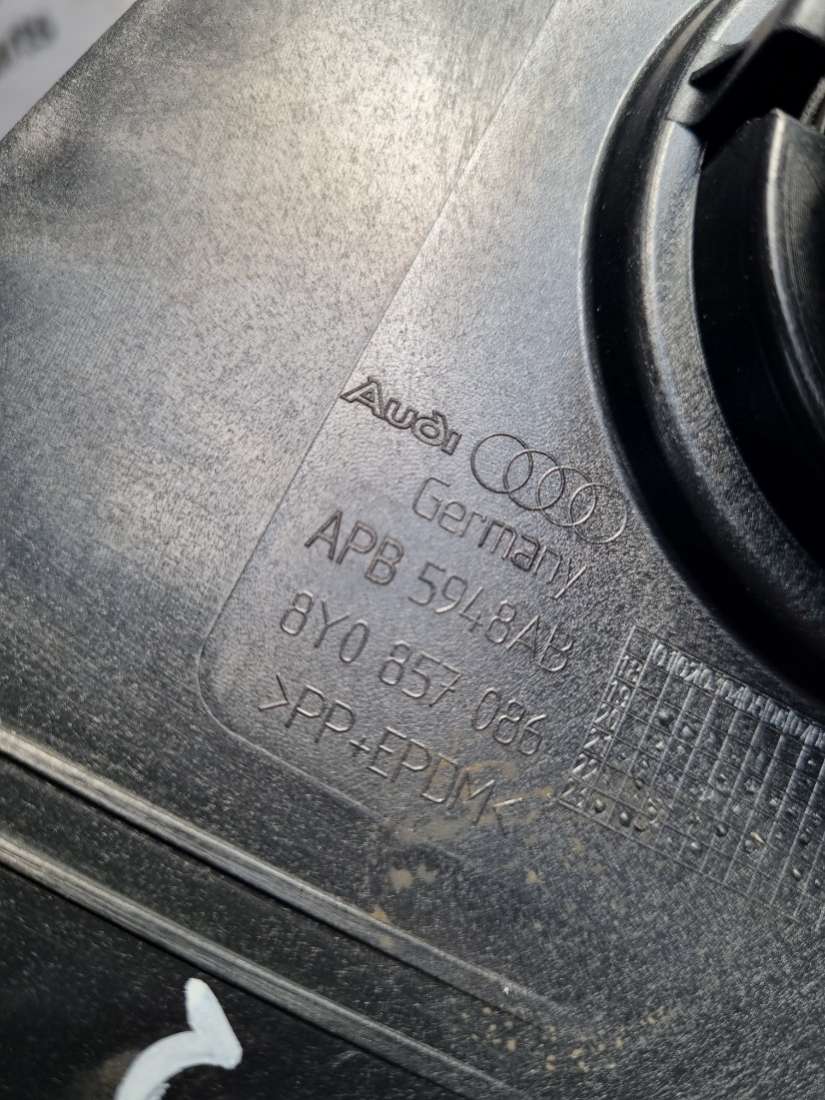 Audi
Germany
APB 5948AB
8Y0 857 086
>PP+EPDM<